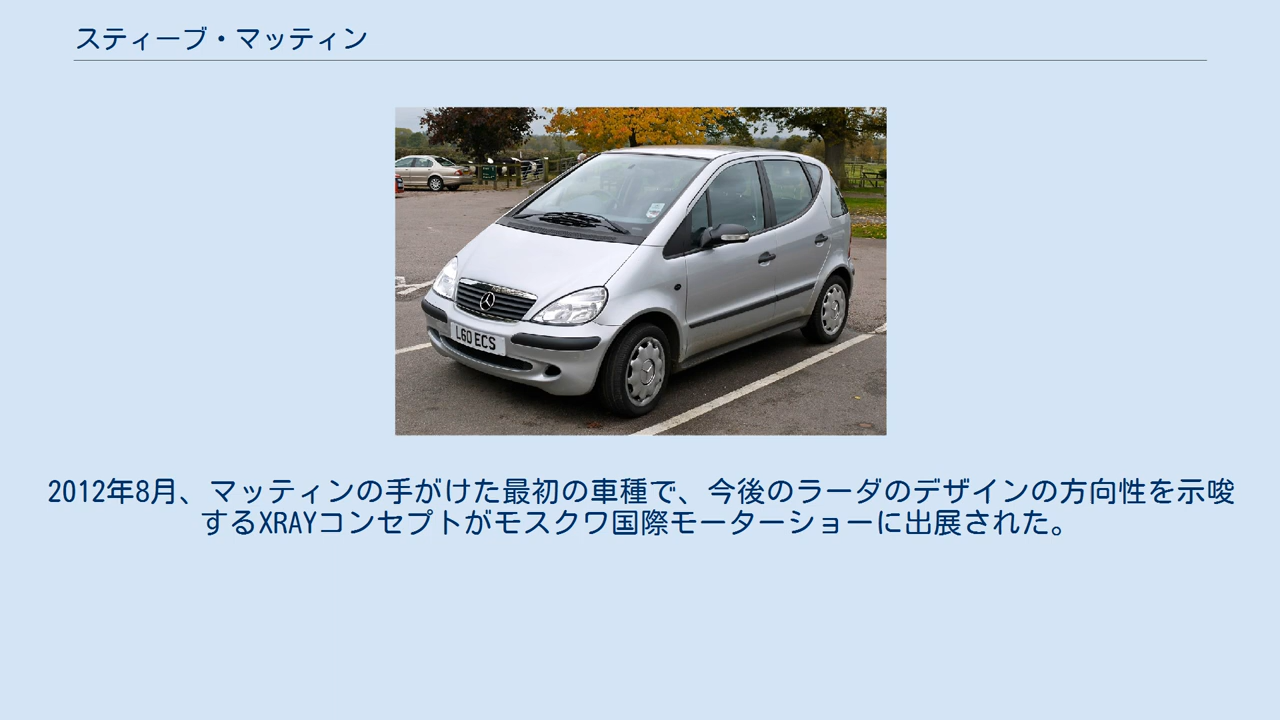 スティーブ・マッティン
L60 ECS
2012年8月、マッティンの手がけた最初の車種で、今後のラーダのデザインの方向性を示唆
するXRAYコンセプトがモスクワ国際モーターショーに出展された。